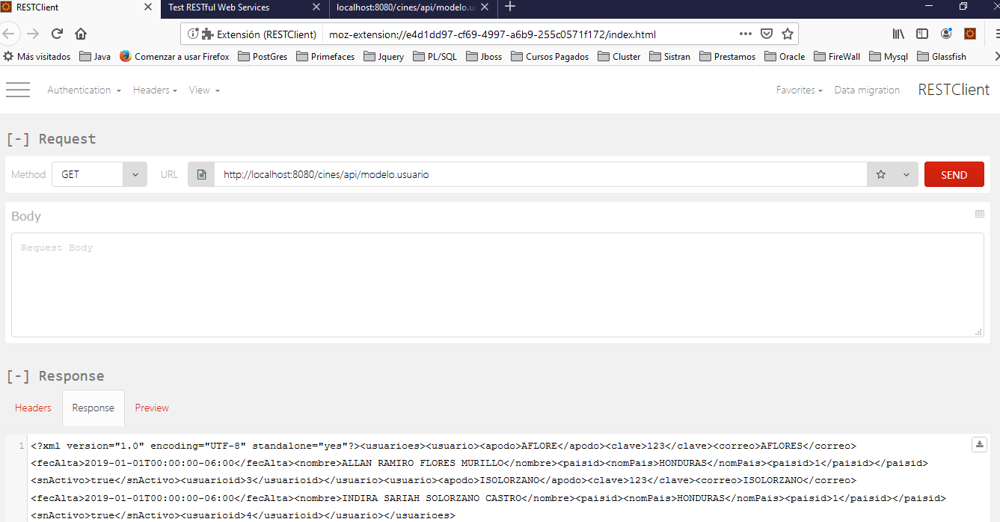 RESTClient
Test RESTful Web Services
localhost:8080/cines/api/modelo.us
Extensión (RESTClient) moz-extension://e4d1dd97-cf69-4997-a6b9-255c0571f172/index.html
Más visitados Java Comenzar a usar Firefox PostGres Primefaces Jquery PL/SQL Jboss Cursos Pagados Cluster Sistran Prestamos Oracle FireWall Mysql Glassfish
Authentication Headers View Favorites Data migration RESTClient
[-] Request
Method GET URL http://localhost:8080/cines/api/modelo.usuario SEND
Body
Request Body
[-] Response
Headers Response Preview
1 <?xml version="1.0" encoding="UTF-8" standalone="yes"?><usuarioes><usuario><apodo>AFLORE</apodo><clave>123</clave><correo>AFLORES</correo>
<fecAlta>2019-01-01T00:00:00-06:00</fecAlta><nombre>ALLAN RAMIRO FLORES MURILLO</nombre><paisid><nomPais>HONDURAS</nomPais><paisid>1</paisid></paisid>
<snActivo>true</snActivo><usuarioid>3</usuarioid></usuario><usuario><apodo>ISOLORZANO</apodo><clave>123</clave><correo>ISOLORZANO</correo>
<fecAlta>2019-01-01T00:00:00-06:00</fecAlta><nombre>INDIRA SARIAH SOLORZANO CASTRO</nombre><paisid><nomPais>HONDURAS</nomPais><paisid>1</paisid></paisid>
<snActivo>true</snActivo><usuarioid>4</usuarioid></usuario></usuarioes>